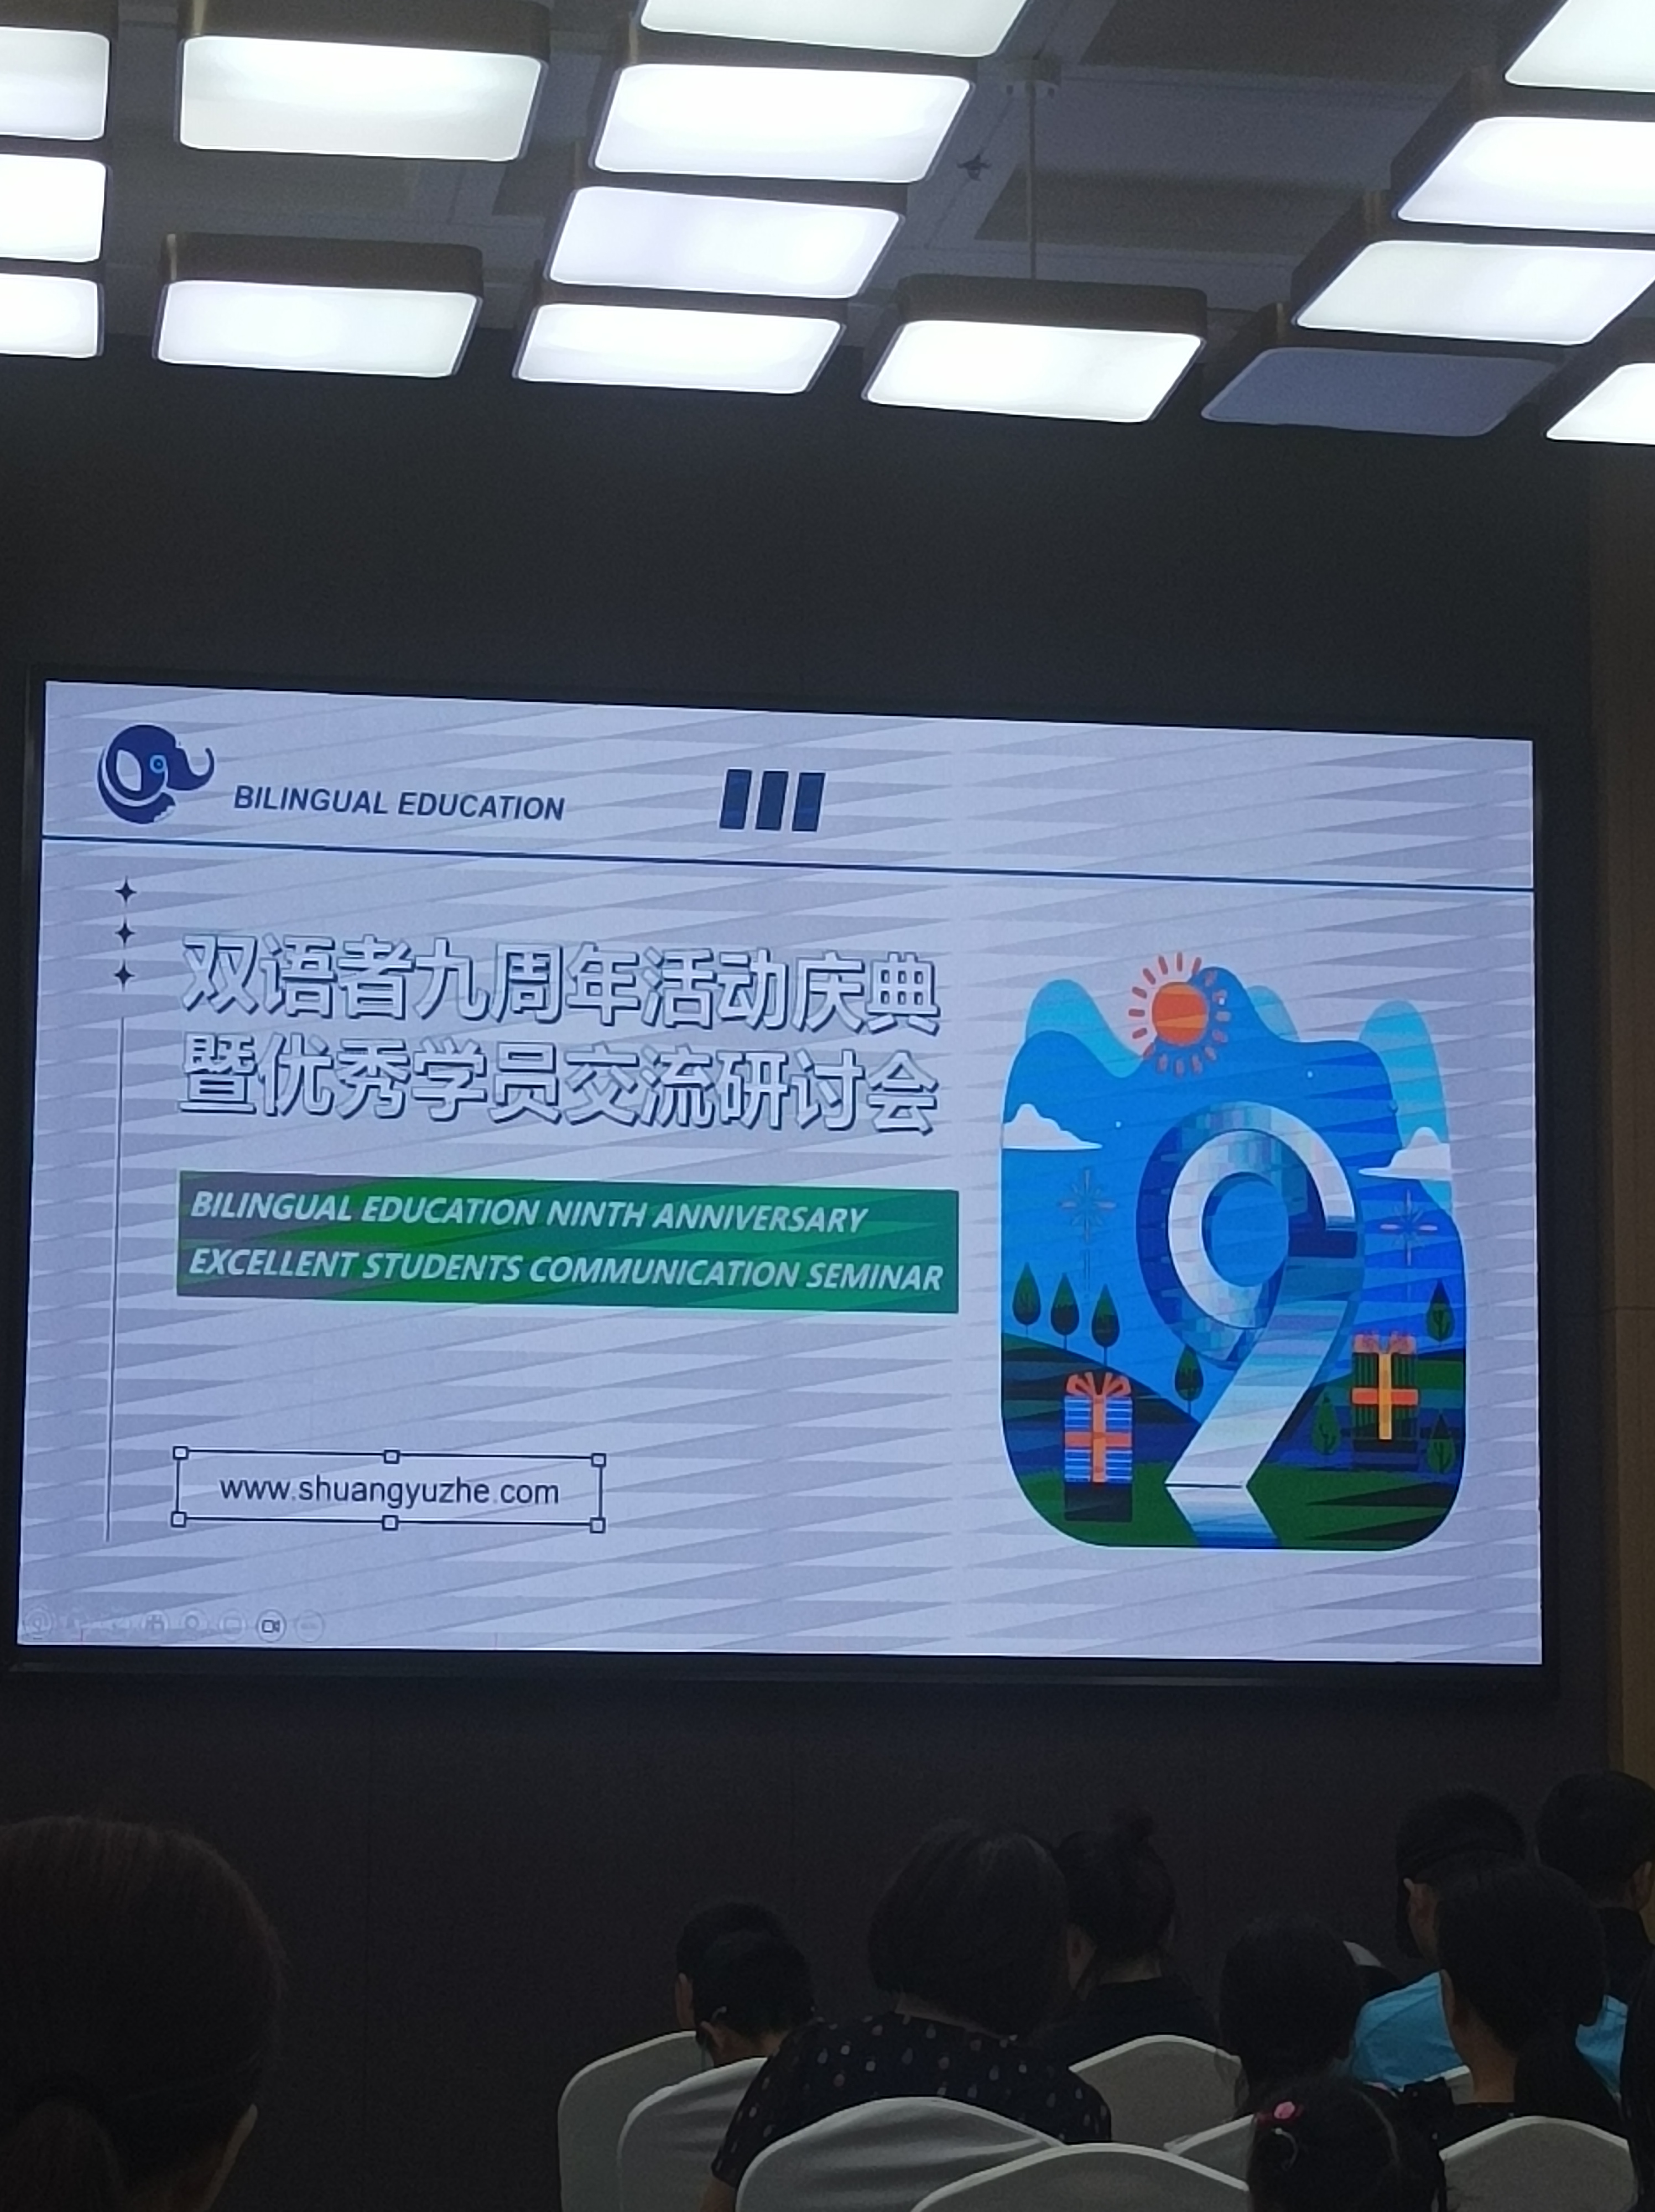 BILINGUAL EDUCATION
双语者九周年活动庆典
暨优秀学员交流研讨会
BILINGUAL EDUCATION NINTH ANNIVERSARY
EXCELLENT STUDENTS COMMUNICATION SEMINAR
www.shuangyuzhe.com
9